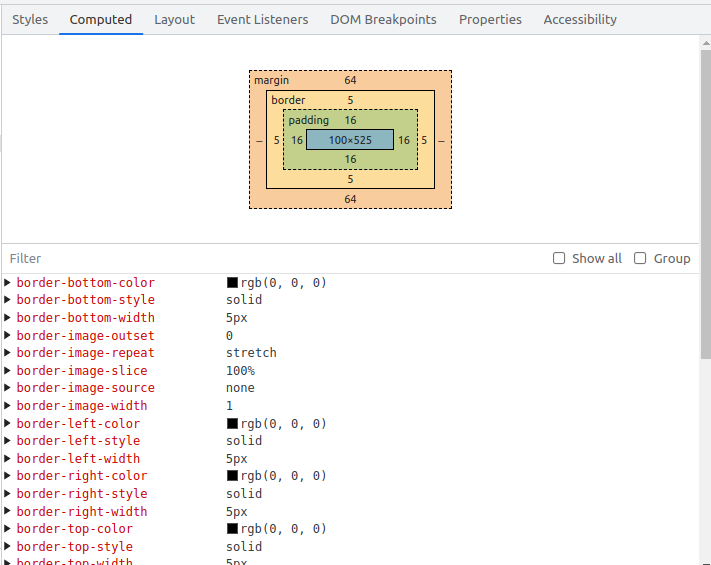 Styles Computed Layout Event Listeners DOM Breakpoints Properties Accessibility
margin 64
border 5
padding 16
– 5 16 100×525 16 5 –
16
5
64
Filter Show all Group
border-bottom-color rgb(0, 0, 0)
border-bottom-style solid
border-bottom-width 5px
border-image-outset 0
border-image-repeat stretch
border-image-slice 100%
border-image-source none
border-image-width 1
border-left-color rgb(0, 0, 0)
border-left-style solid
border-left-width 5px
border-right-color rgb(0, 0, 0)
border-right-style solid
border-right-width 5px
border-top-color rgb(0, 0, 0)
border-top-style solid
border-top-width 5px